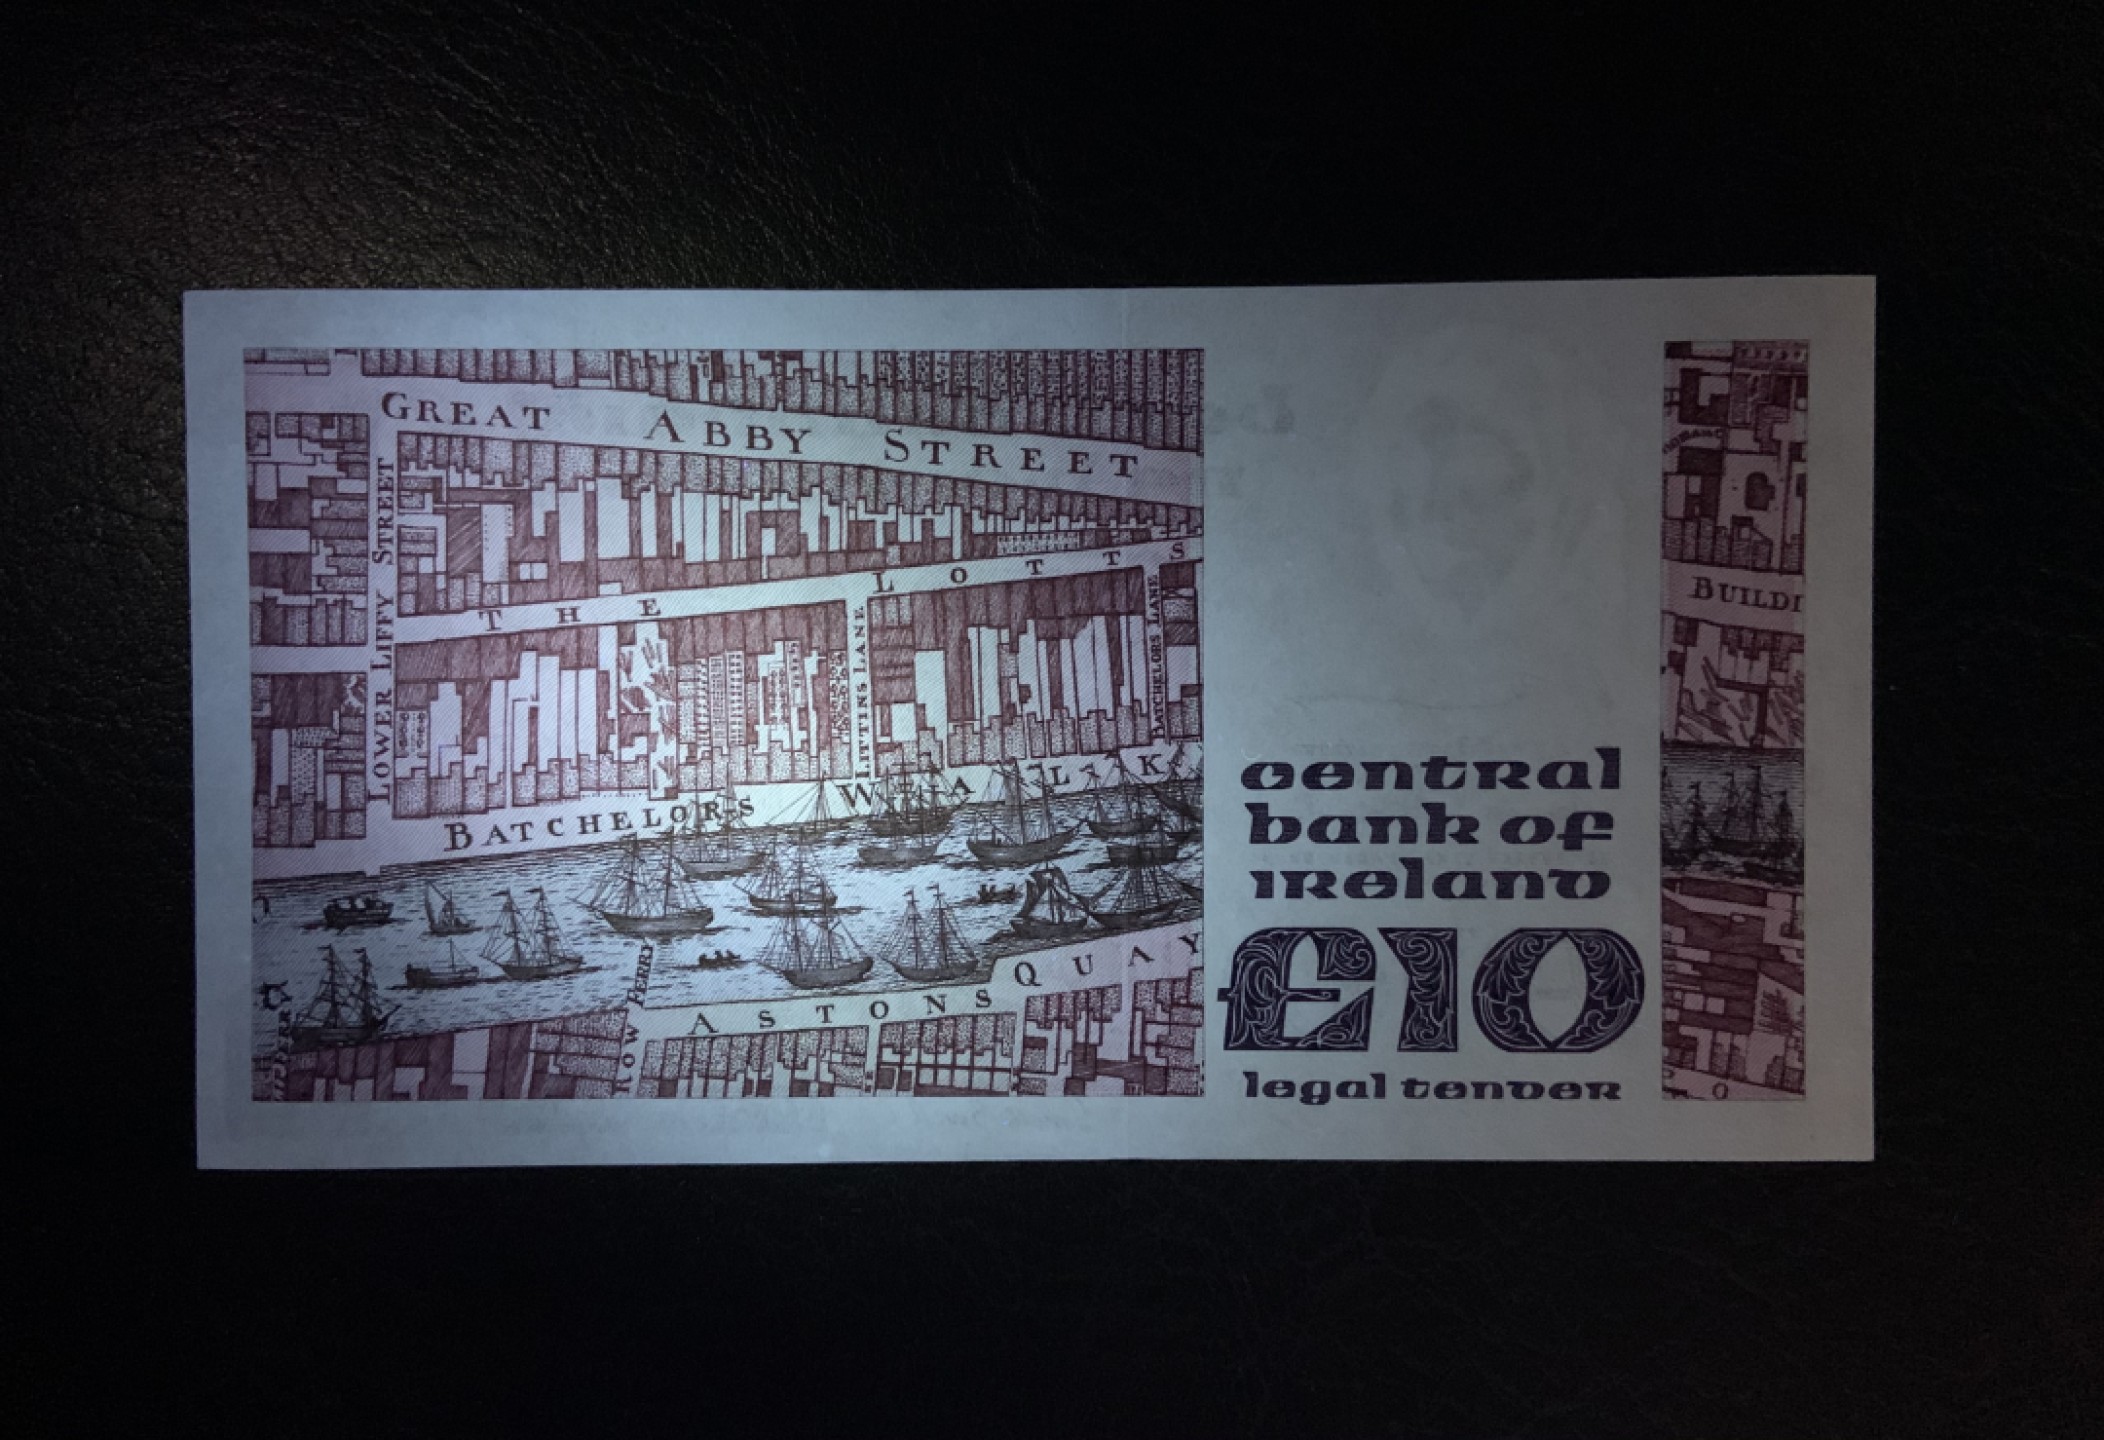 GREAT ABBY STREET
LOWER LIFFY STREET
THE LOTTS
LITTINS LANE
BATCHELORS LANE
BATCHELORS WALK
FERRY
ASTONS QUAY
ROW
central
bank of
ireland
£10
legal tender
BUILDI